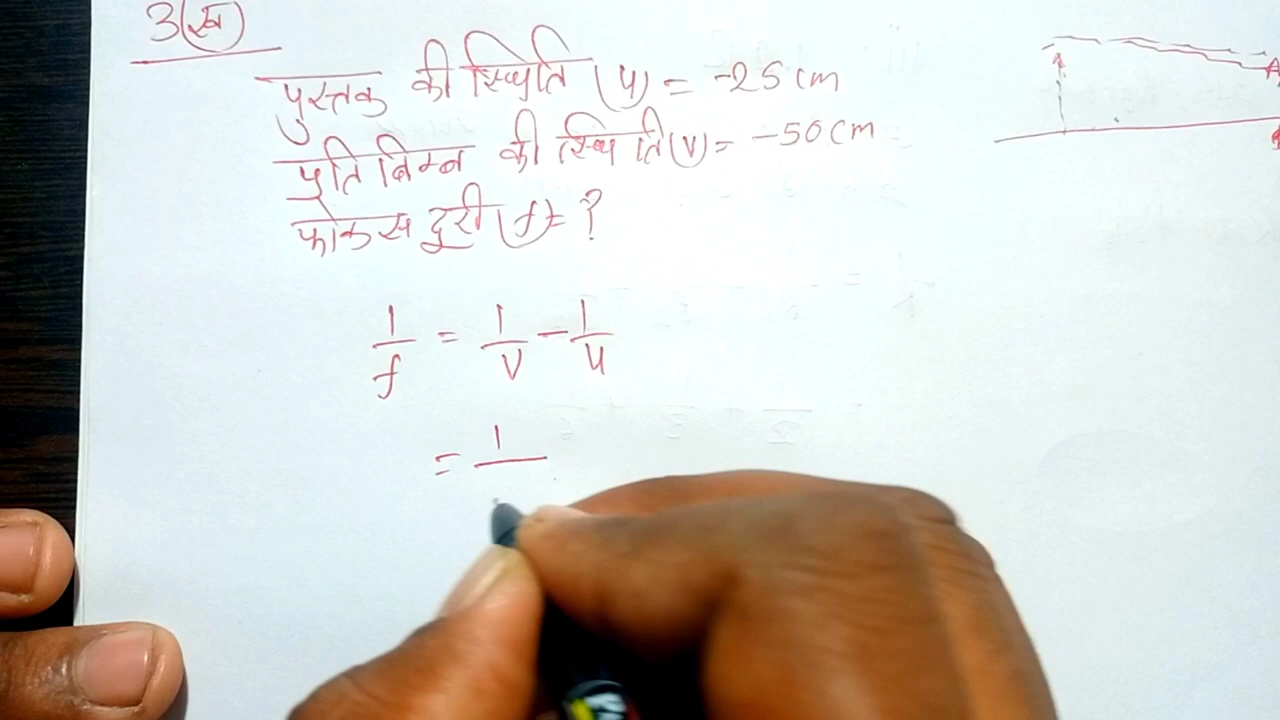 3(ख)
पुस्तक की स्थिति (u) = -25 cm
प्रतिबिम्ब की स्थिति (v) = -50 cm
फोकस दूरी (f) = ?
1/f = 1/v - 1/u
= 1
A